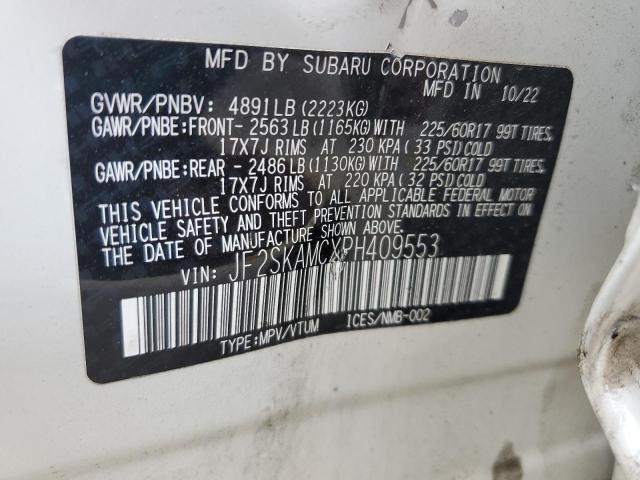 MFD BY SUBARU CORPORATION
MFD IN 10/22
GVWR/PNBV: 4891LB (2223KG)
GAWR/PNBE:FRONT- 2563 LB (1165KG) WITH 225/60R17 99T TIRES,
17X7J RIMS AT 230 KPA (33 PSI) COLD
GAWR/PNBE:REAR - 2486 LB (1130KG) WITH 225/60R17 99T TIRES,
17X7J RIMS AT 220 KPA (32 PSI) COLD
THIS VEHICLE CONFORMS TO ALL APPLICABLE FEDERAL MOTOR
VEHICLE SAFETY AND THEFT PREVENTION STANDARDS IN EFFECT ON
THE DATE OF MANUFACTURE SHOWN ABOVE.
VIN: JF2SKAMCXPH409553
TYPE:MPV/VTUM ICES/NMB-002